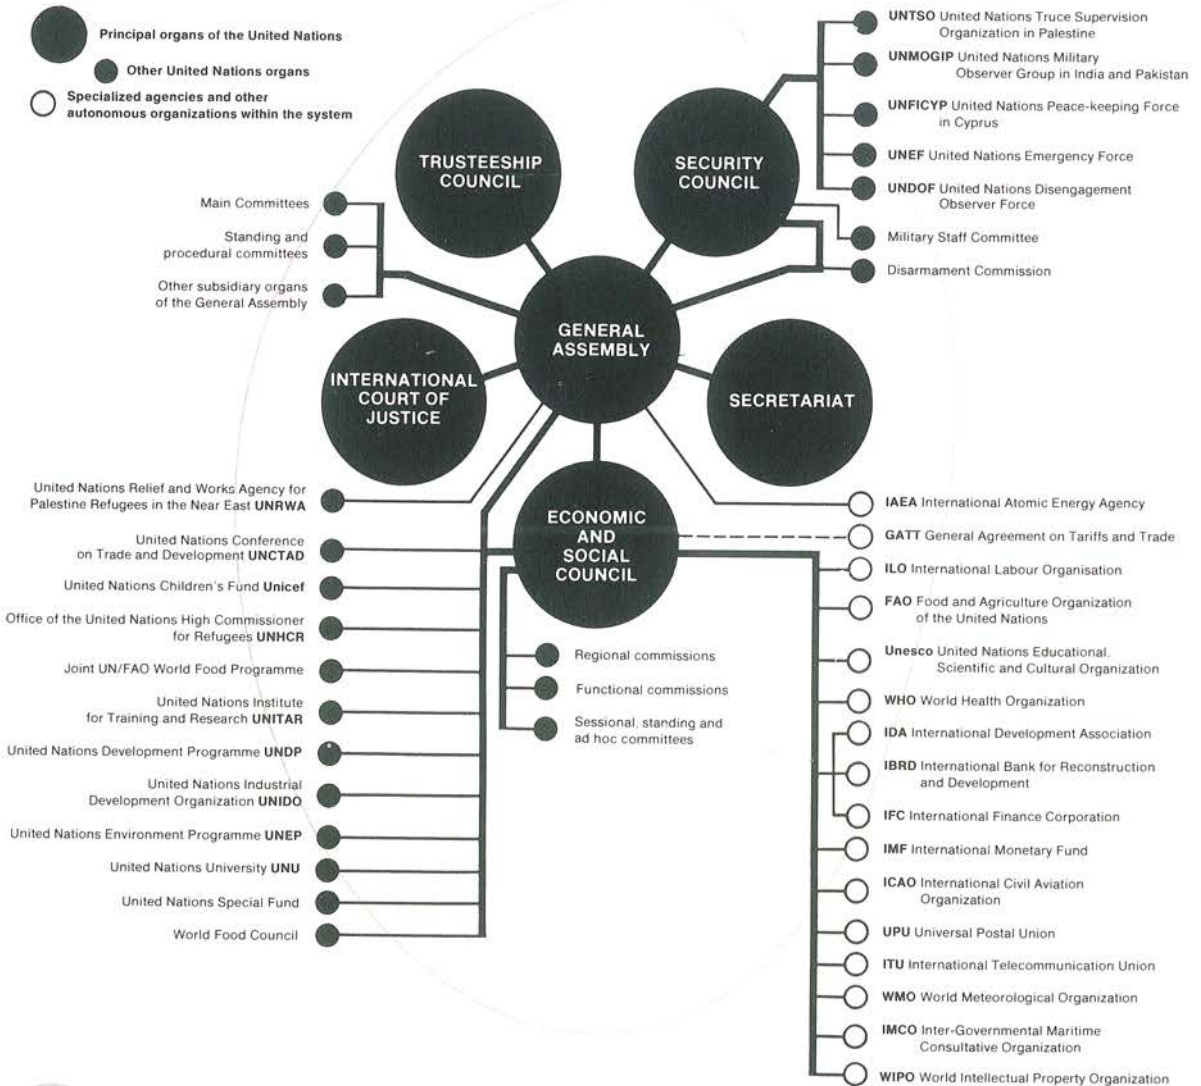 Principal organs of the United Nations
Other United Nations organs
Specialized agencies and other
autonomous organizations within the system
TRUSTEESHIP
COUNCIL
SECURITY
COUNCIL
UNTSO United Nations Truce Supervision
Organization in Palestine
UNMOGIP United Nations Military
Observer Group in India and Pakistan
UNFICYP United Nations Peace-keeping Force
in Cyprus
UNEF United Nations Emergency Force
UNDOF United Nations Disengagement
Observer Force
Military Staff Committee
Disarmament Commission
Main Committees
Standing and
procedural committees
Other subsidiary organs
of the General Assembly
GENERAL
ASSEMBLY
INTERNATIONAL
COURT OF
JUSTICE
SECRETARIAT
ECONOMIC
AND
SOCIAL
COUNCIL
United Nations Relief and Works Agency for
Palestine Refugees in the Near East UNRWA
United Nations Conference
on Trade and Development UNCTAD
United Nations Children's Fund Unicef
Office of the United Nations High Commissioner
for Refugees UNHCR
Joint UN/FAO World Food Programme
United Nations Institute
for Training and Research UNITAR
United Nations Development Programme UNDP
United Nations Industrial
Development Organization UNIDO
United Nations Environment Programme UNEP
United Nations University UNU
United Nations Special Fund
World Food Council
Regional commissions
Functional commissions
Sessional, standing and
ad hoc committees
IAEA International Atomic Energy Agency
GATT General Agreement on Tariffs and Trade
ILO International Labour Organisation
FAO Food and Agriculture Organization
of the United Nations
Unesco United Nations Educational,
Scientific and Cultural Organization
WHO World Health Organization
IDA International Development Association
IBRD International Bank for Reconstruction
and Development
IFC International Finance Corporation
IMF International Monetary Fund
ICAO International Civil Aviation
Organization
UPU Universal Postal Union
ITU International Telecommunication Union
WMO World Meteorological Organization
IMCO Inter-Governmental Maritime
Consultative Organization
WIPO World Intellectual Property Organization